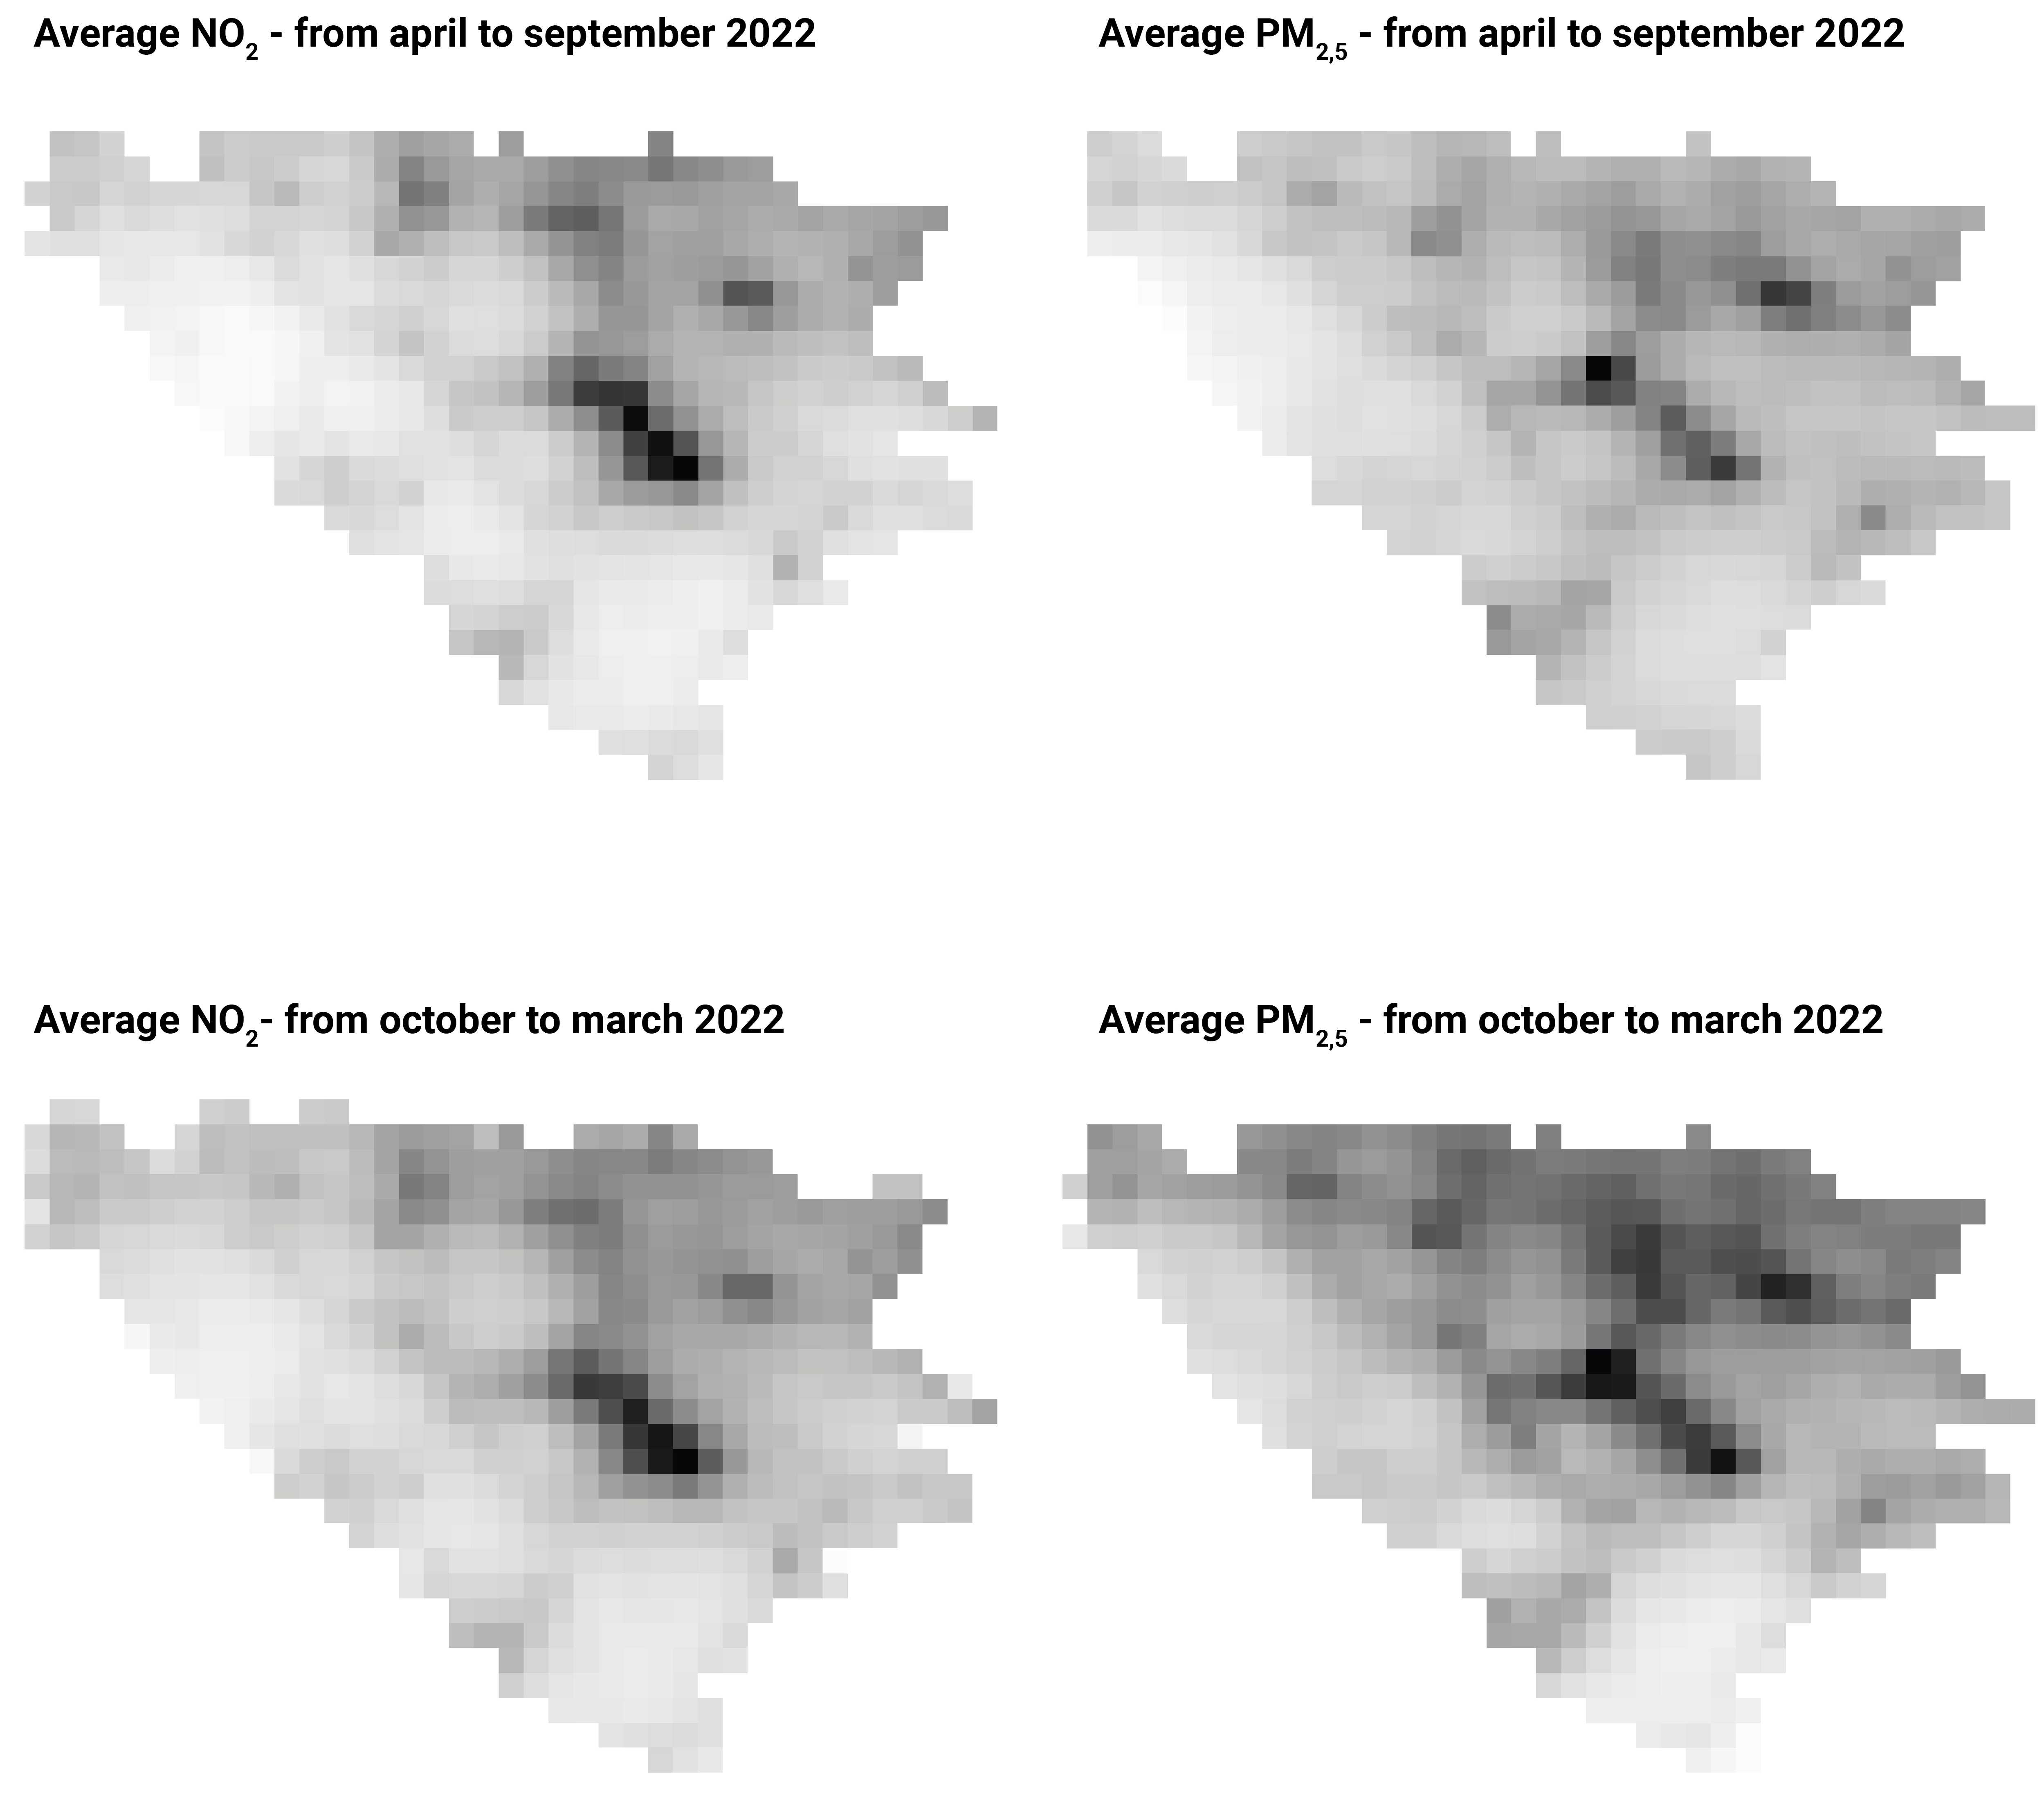 Average NO₂ - from april to september 2022
Average PM₂,₅ - from april to september 2022
Average NO₂- from october to march 2022
Average PM₂,₅ - from october to march 2022